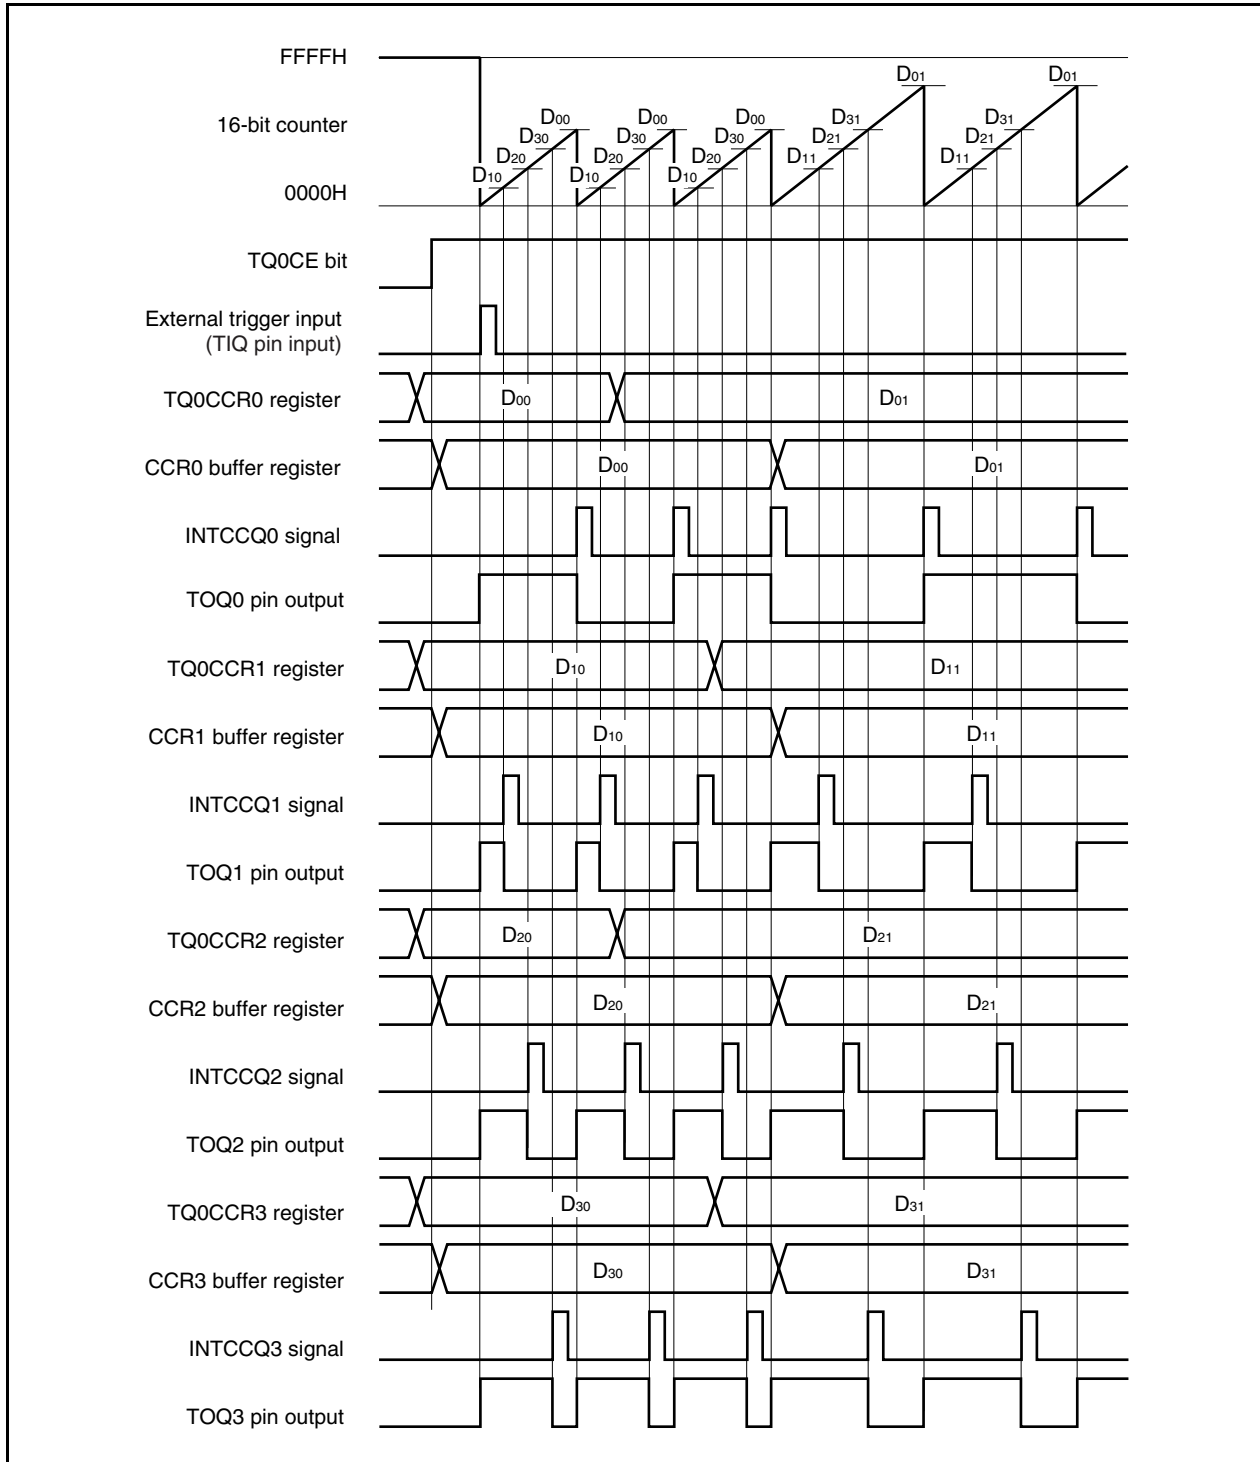 FFFFH
D01 D01
D00 D00 D00 D31 D31
16-bit counter
D30 D30 D30 D21 D21
D20 D20 D20 D11 D11
D10 D10 D10
0000H
TQ0CE bit
External trigger input
(TIQ pin input)
TQ0CCR0 register D00 D01
CCR0 buffer register D00 D01
INTCCQ0 signal
TOQ0 pin output
TQ0CCR1 register D10 D11
CCR1 buffer register D10 D11
INTCCQ1 signal
TOQ1 pin output
TQ0CCR2 register D20 D21
CCR2 buffer register D20 D21
INTCCQ2 signal
TOQ2 pin output
TQ0CCR3 register D30 D31
CCR3 buffer register D30 D31
INTCCQ3 signal
TOQ3 pin output